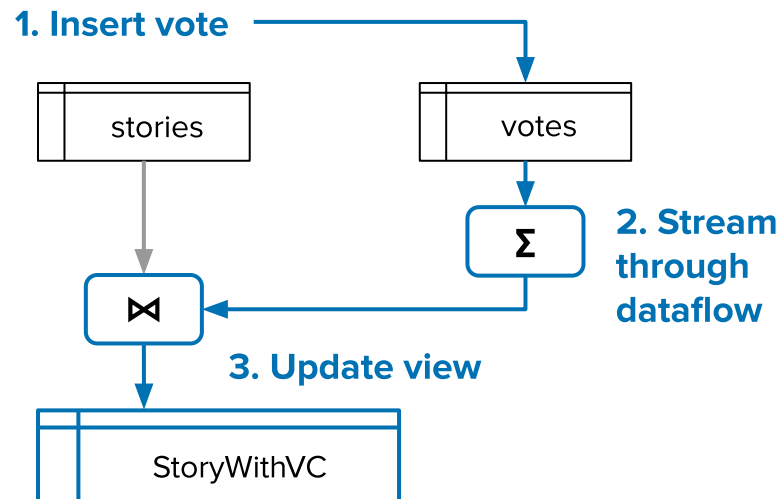 1. Insert vote
stories
votes
Σ
2. Stream
through
dataflow
⋈
3. Update view
StoryWithVC